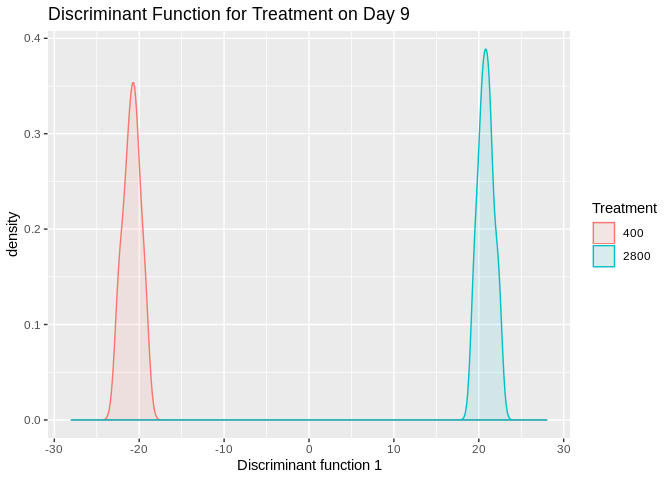 Discriminant Function for Treatment on Day 9
0.4
0.3
0.2
0.1
0.0
density
-30 -20 -10 0 10 20 30
Discriminant function 1
Treatment
400
2800